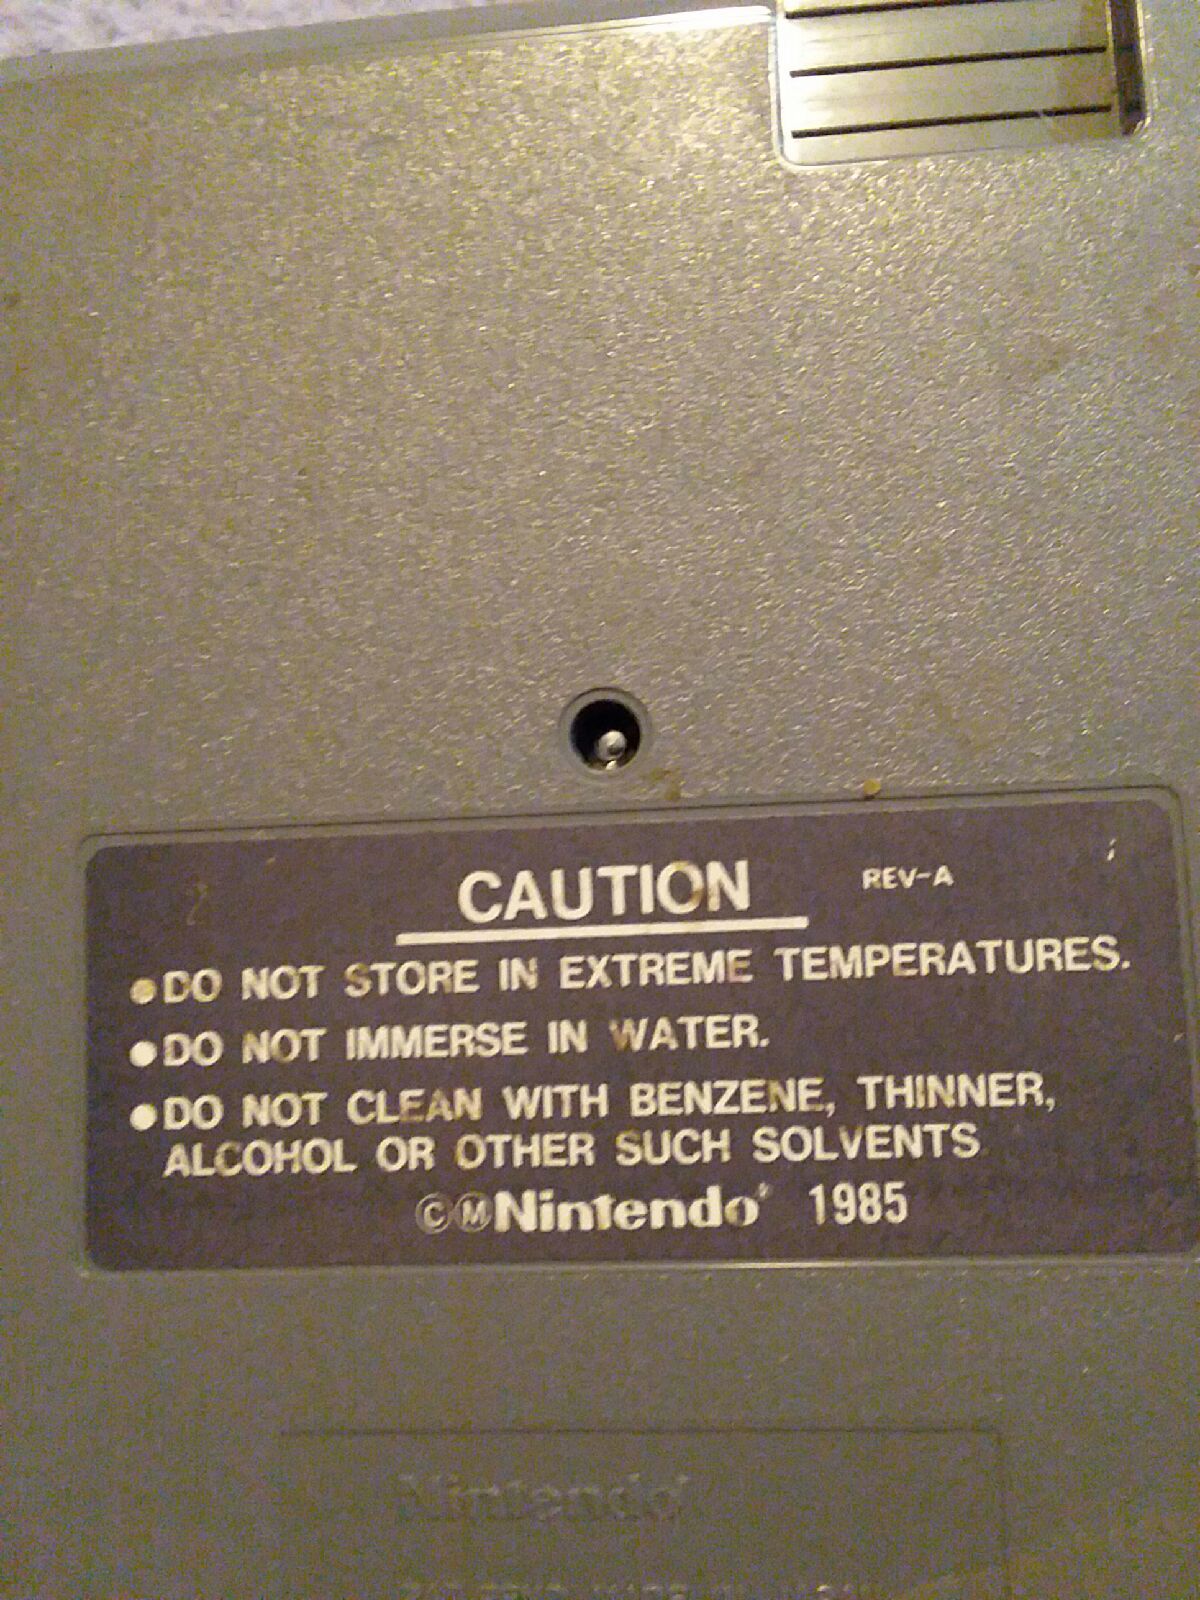 CAUTION REV-A
●DO NOT STORE IN EXTREME TEMPERATURES.
●DO NOT IMMERSE IN WATER.
●DO NOT CLEAN WITH BENZENE, THINNER,
ALCOHOL OR OTHER SUCH SOLVENTS.
©ⓂNintendo® 1985
Nintendo